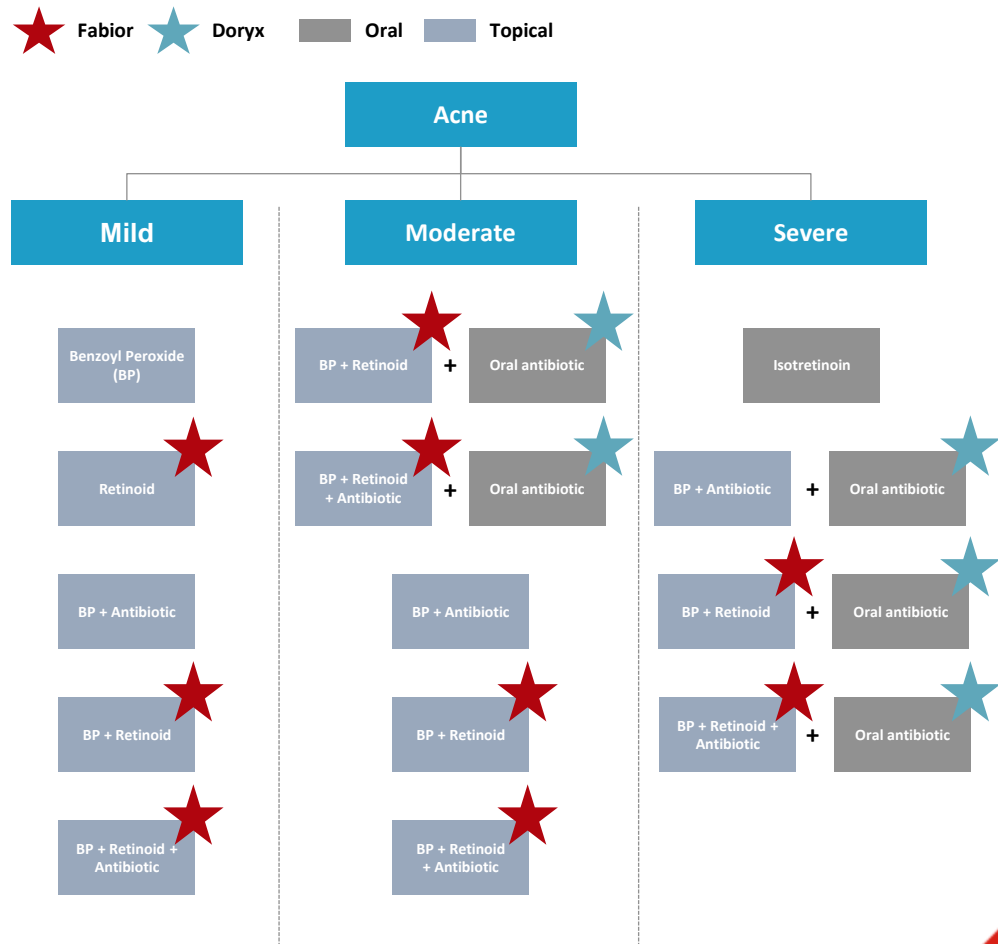 Fabior
Doryx
Oral
Topical
Acne
Mild
Moderate
Severe
Benzoyl Peroxide
(BP)
Retinoid
BP + Antibiotic
BP + Retinoid
BP + Retinoid +
Antibiotic
BP + Retinoid
+
Oral antibiotic
BP + Retinoid
+ Antibiotic
+
Oral antibiotic
BP + Antibiotic
BP + Retinoid
BP + Retinoid
+ Antibiotic
Isotretinoin
BP + Antibiotic
+
Oral antibiotic
BP + Retinoid
+
Oral antibiotic
BP + Retinoid +
Antibiotic
+
Oral antibiotic